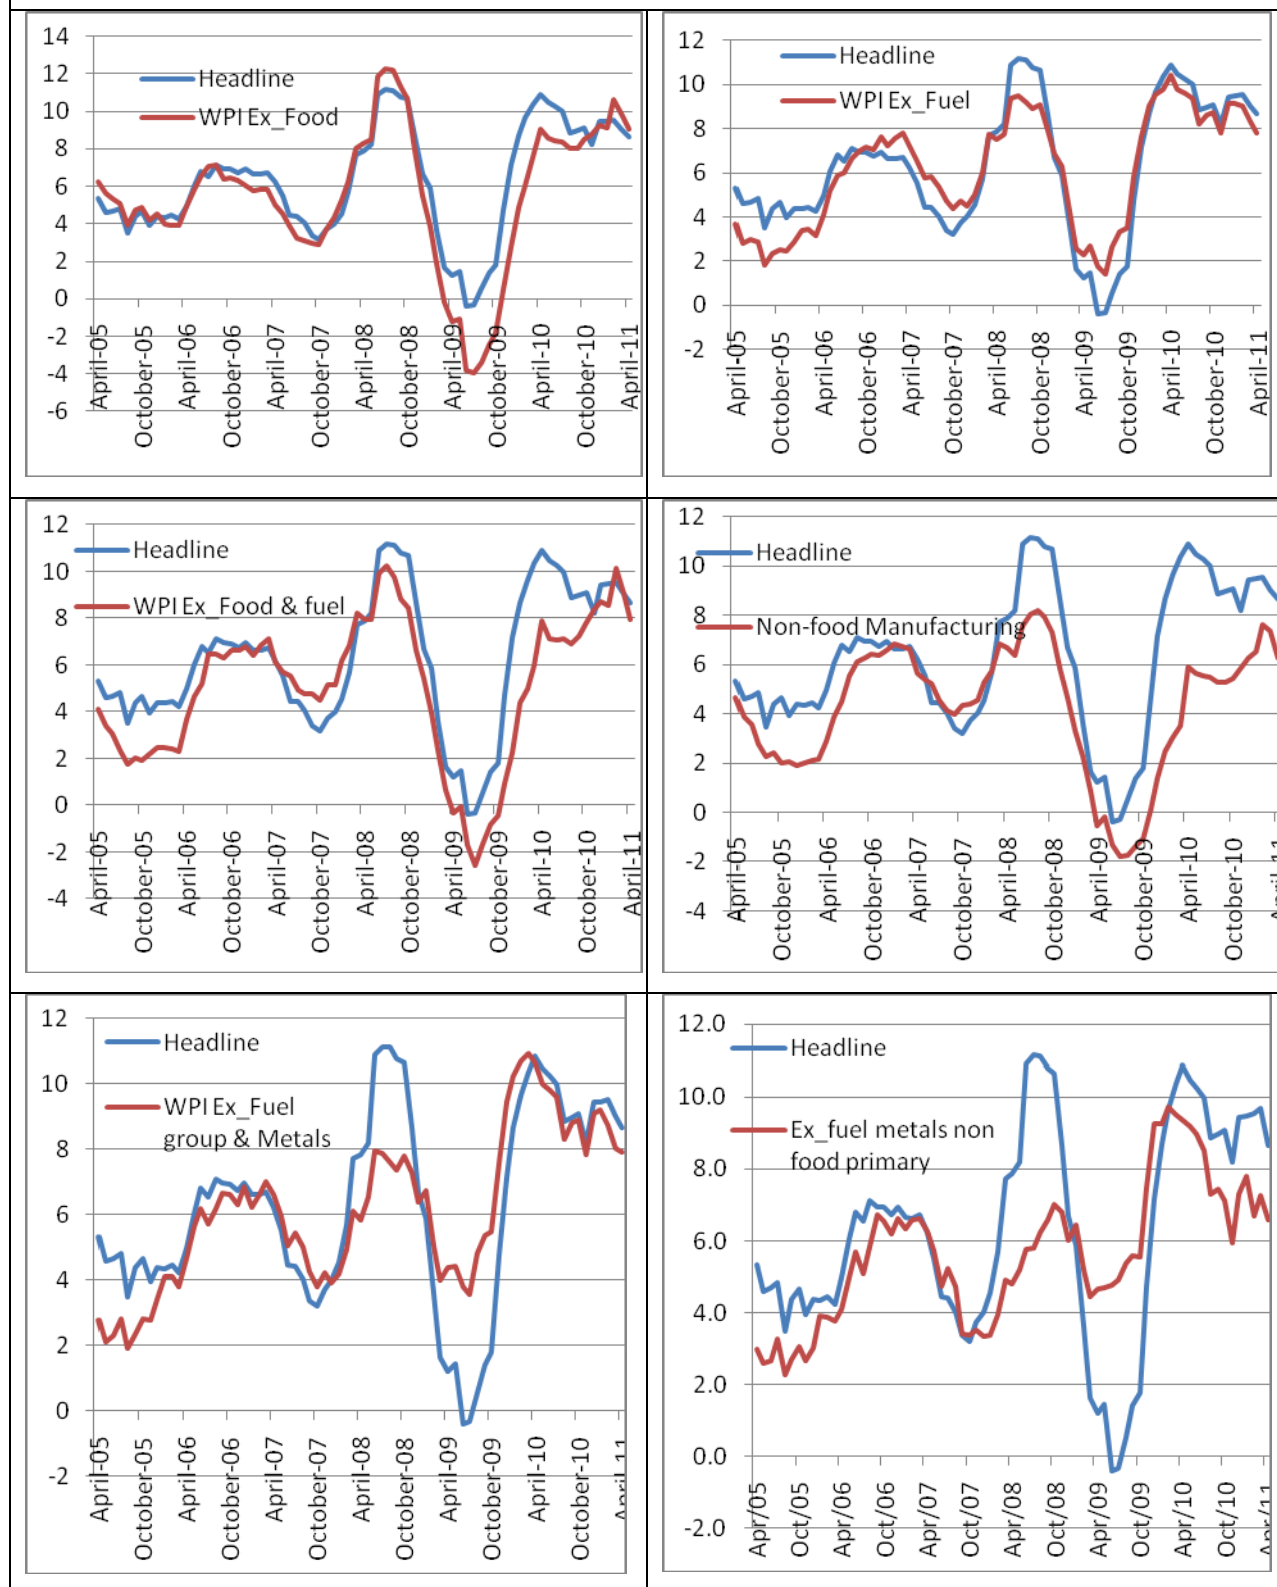 14
12
10
8
6
4
2
0
-2
-4
-6
Headline
WPI Ex_Food
April-05
October-05
April-06
October-06
April-07
October-07
April-08
October-08
April-09
October-09
April-10
October-10
April-11
12
10
8
6
4
2
0
-2
Headline
WPI Ex_Fuel
April-05
October-05
April-06
October-06
April-07
October-07
April-08
October-08
April-09
October-09
April-10
October-10
April-11
12
10
8
6
4
2
0
-2
-4
Headline
WPI Ex_Food & fuel
April-05
October-05
April-06
October-06
April-07
October-07
April-08
October-08
April-09
October-09
April-10
October-10
April-11
12
10
8
6
4
2
0
-2
-4
Headline
Non-food Manufacturing
April-05
October-05
April-06
October-06
April-07
October-07
April-08
October-08
April-09
October-09
April-10
October-10
April-11
12
10
8
6
4
2
0
-2
Headline
WPI Ex_Fuel
group & Metals
April-05
October-05
April-06
October-06
April-07
October-07
April-08
October-08
April-09
October-09
April-10
October-10
April-11
12.0
10.0
8.0
6.0
4.0
2.0
0.0
-2.0
Headline
Ex_fuel metals non
food primary
Apr/05
Oct/05
Apr/06
Oct/06
Apr/07
Oct/07
Apr/08
Oct/08
Apr/09
Oct/09
Apr/10
Oct/10
Apr/11